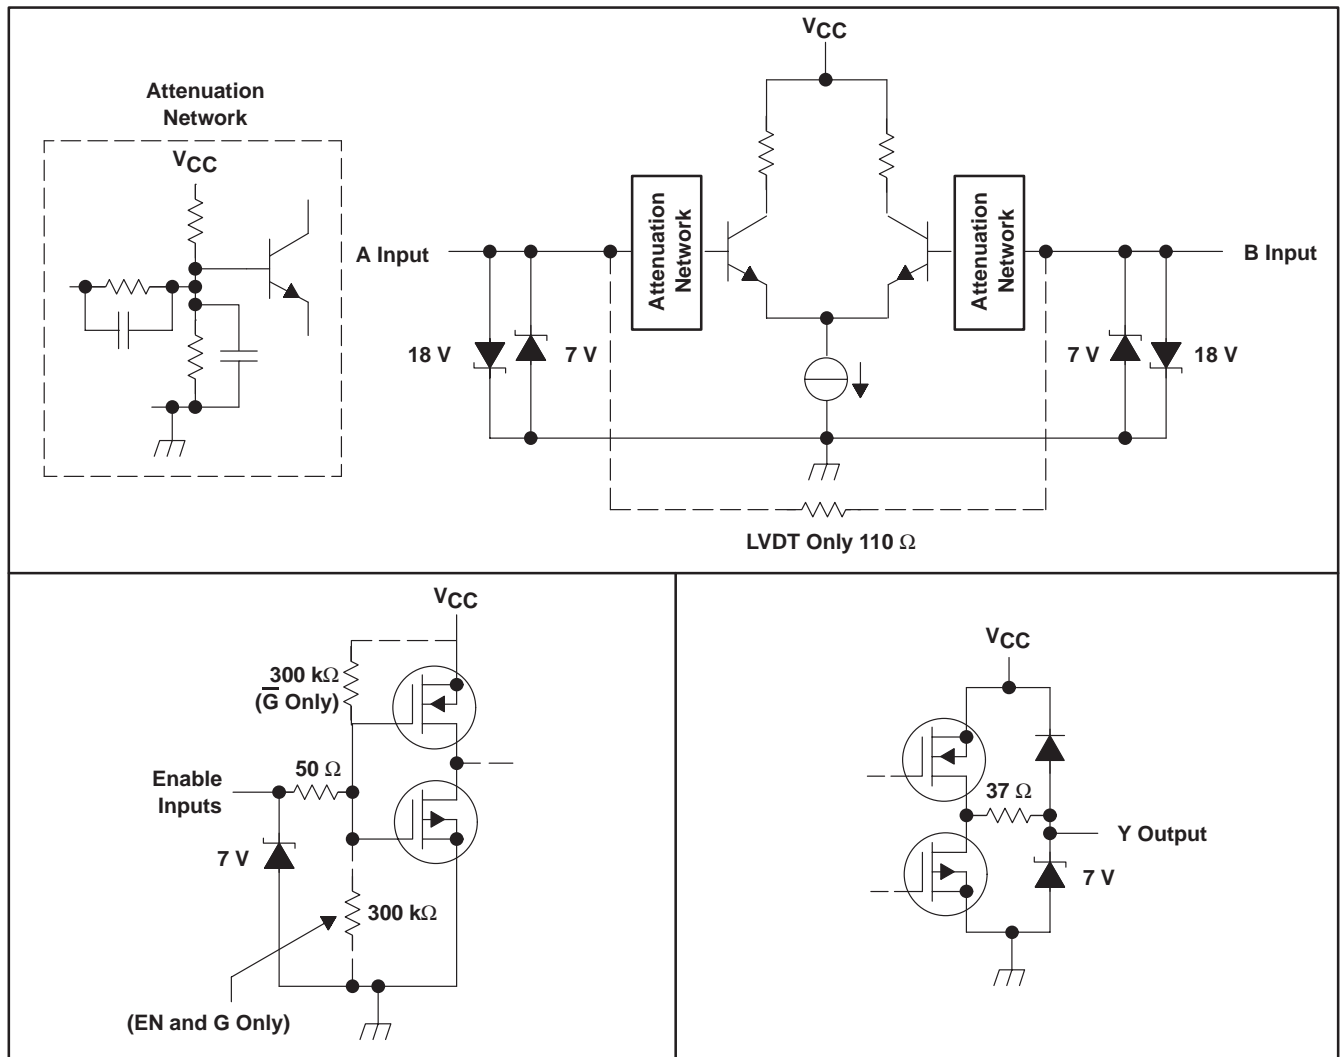 VCC
Attenuation
Network
VCC
A Input
Attenuation
Network
Attenuation
Network
B Input
18 V
7 V
7 V
18 V
LVDT Only 110 Ω
VCC
300 kΩ
(G̅ Only)
50 Ω
Enable
Inputs
7 V
300 kΩ
(EN and G Only)
VCC
37 Ω
Y Output
7 V